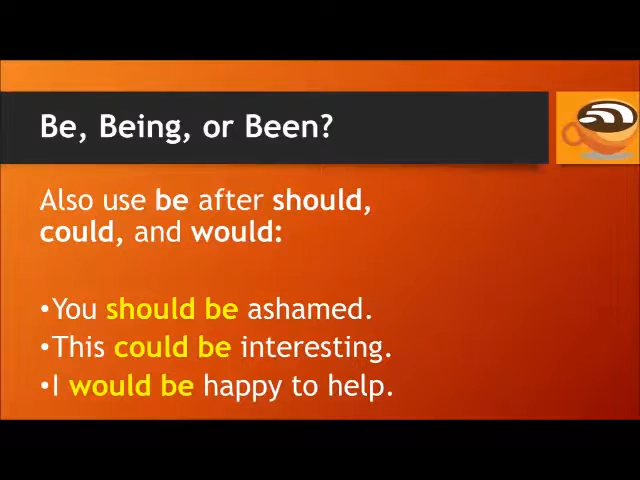 Be, Being, or Been?
Also use be after should,
could, and would:
•You should be ashamed.
•This could be interesting.
•I would be happy to help.